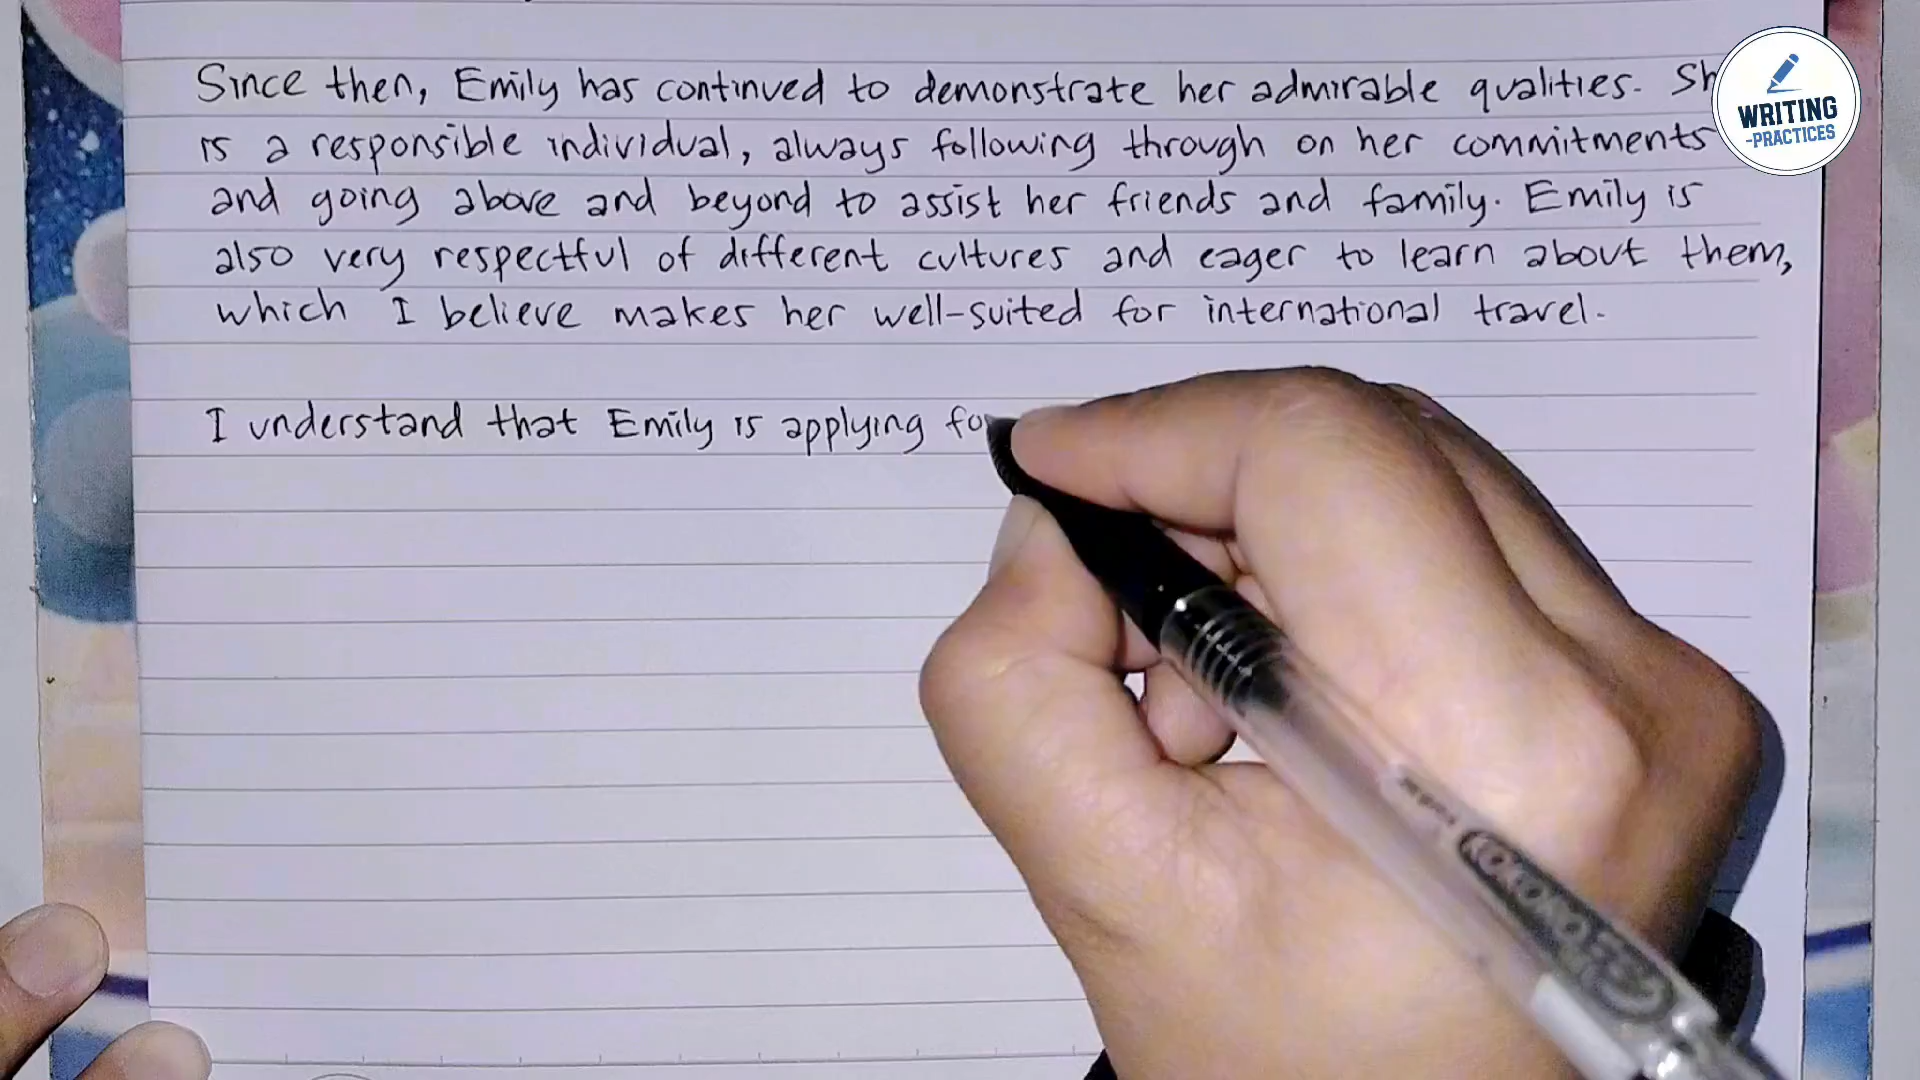 Since then, Emily has continued to demonstrate her admirable qualities. Sh
is a responsible individual, always following through on her commitments
and going above and beyond to assist her friends and family. Emily is
also very respectful of different cultures and eager to learn about them,
which I believe makes her well-suited for international travel.
I understand that Emily is applying fo
WRITING
-PRACTICES
KOKORO